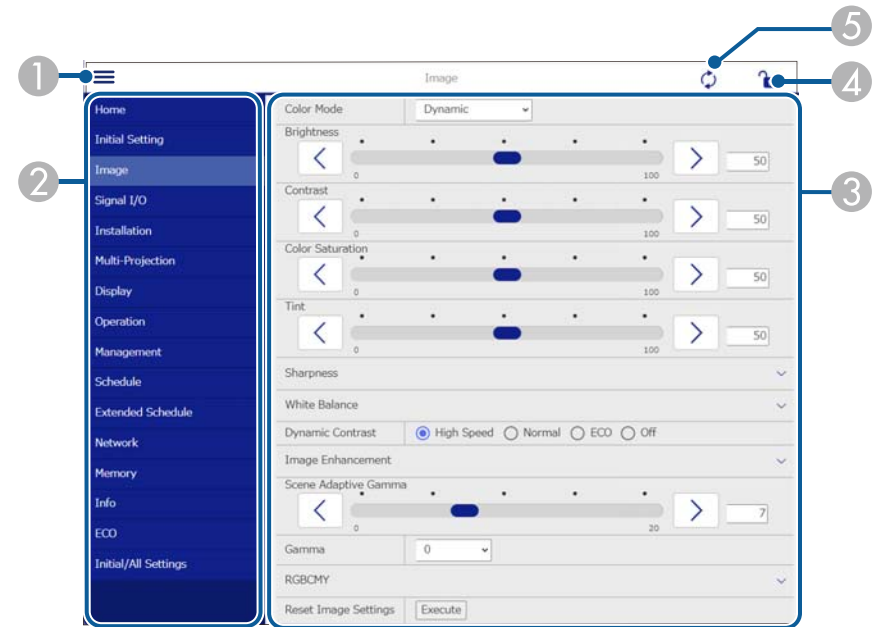 5
1
Image
4
2
3
Home
Initial Setting
Image
Signal I/O
Installation
Multi-Projection
Display
Operation
Management
Schedule
Extended Schedule
Network
Memory
Info
ECO
Initial/All Settings
Color Mode Dynamic
Brightness
0 100 50
Contrast
0 100 50
Color Saturation
0 100 50
Tint
0 100 50
Sharpness
White Balance
Dynamic Contrast High Speed Normal ECO Off
Image Enhancement
Scene Adaptive Gamma
0 20 7
Gamma 0
RGBCMY
Reset Image Settings Execute